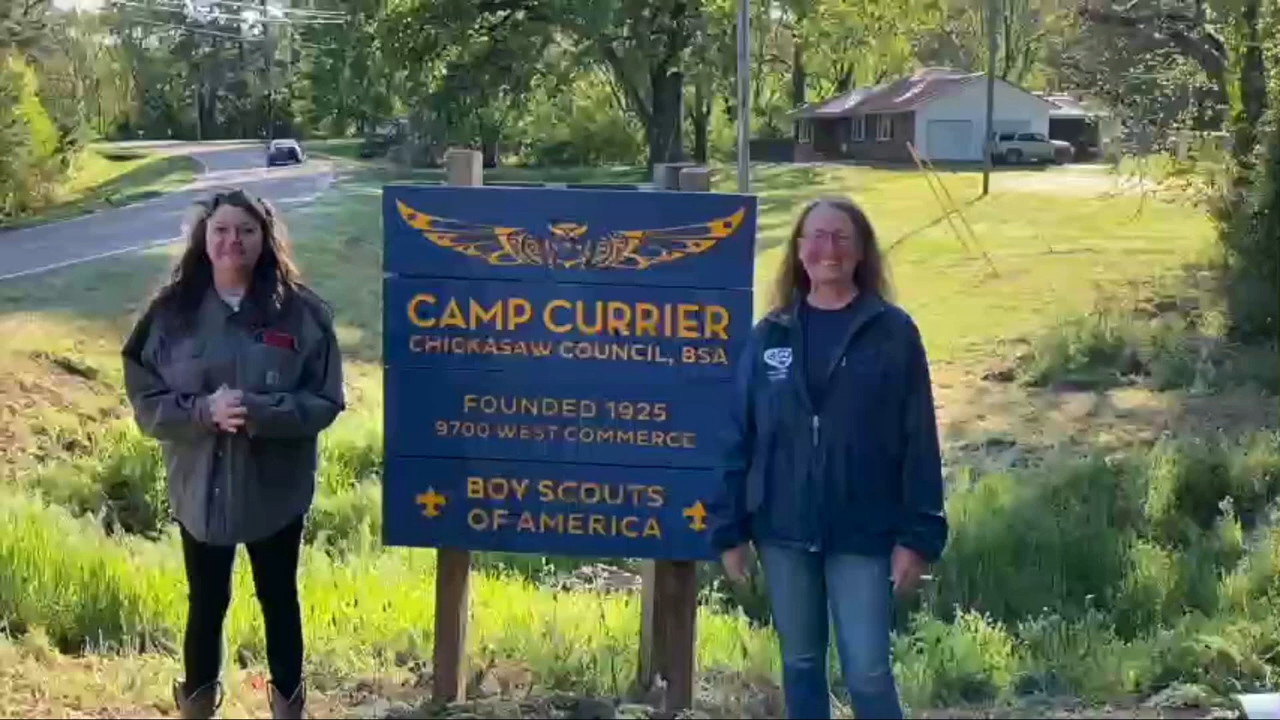 CAMP CURRIER
CHICKASAW COUNCIL, BSA
FOUNDED 1925
9700 WEST COMMERCE
BOY SCOUTS
OF AMERICA